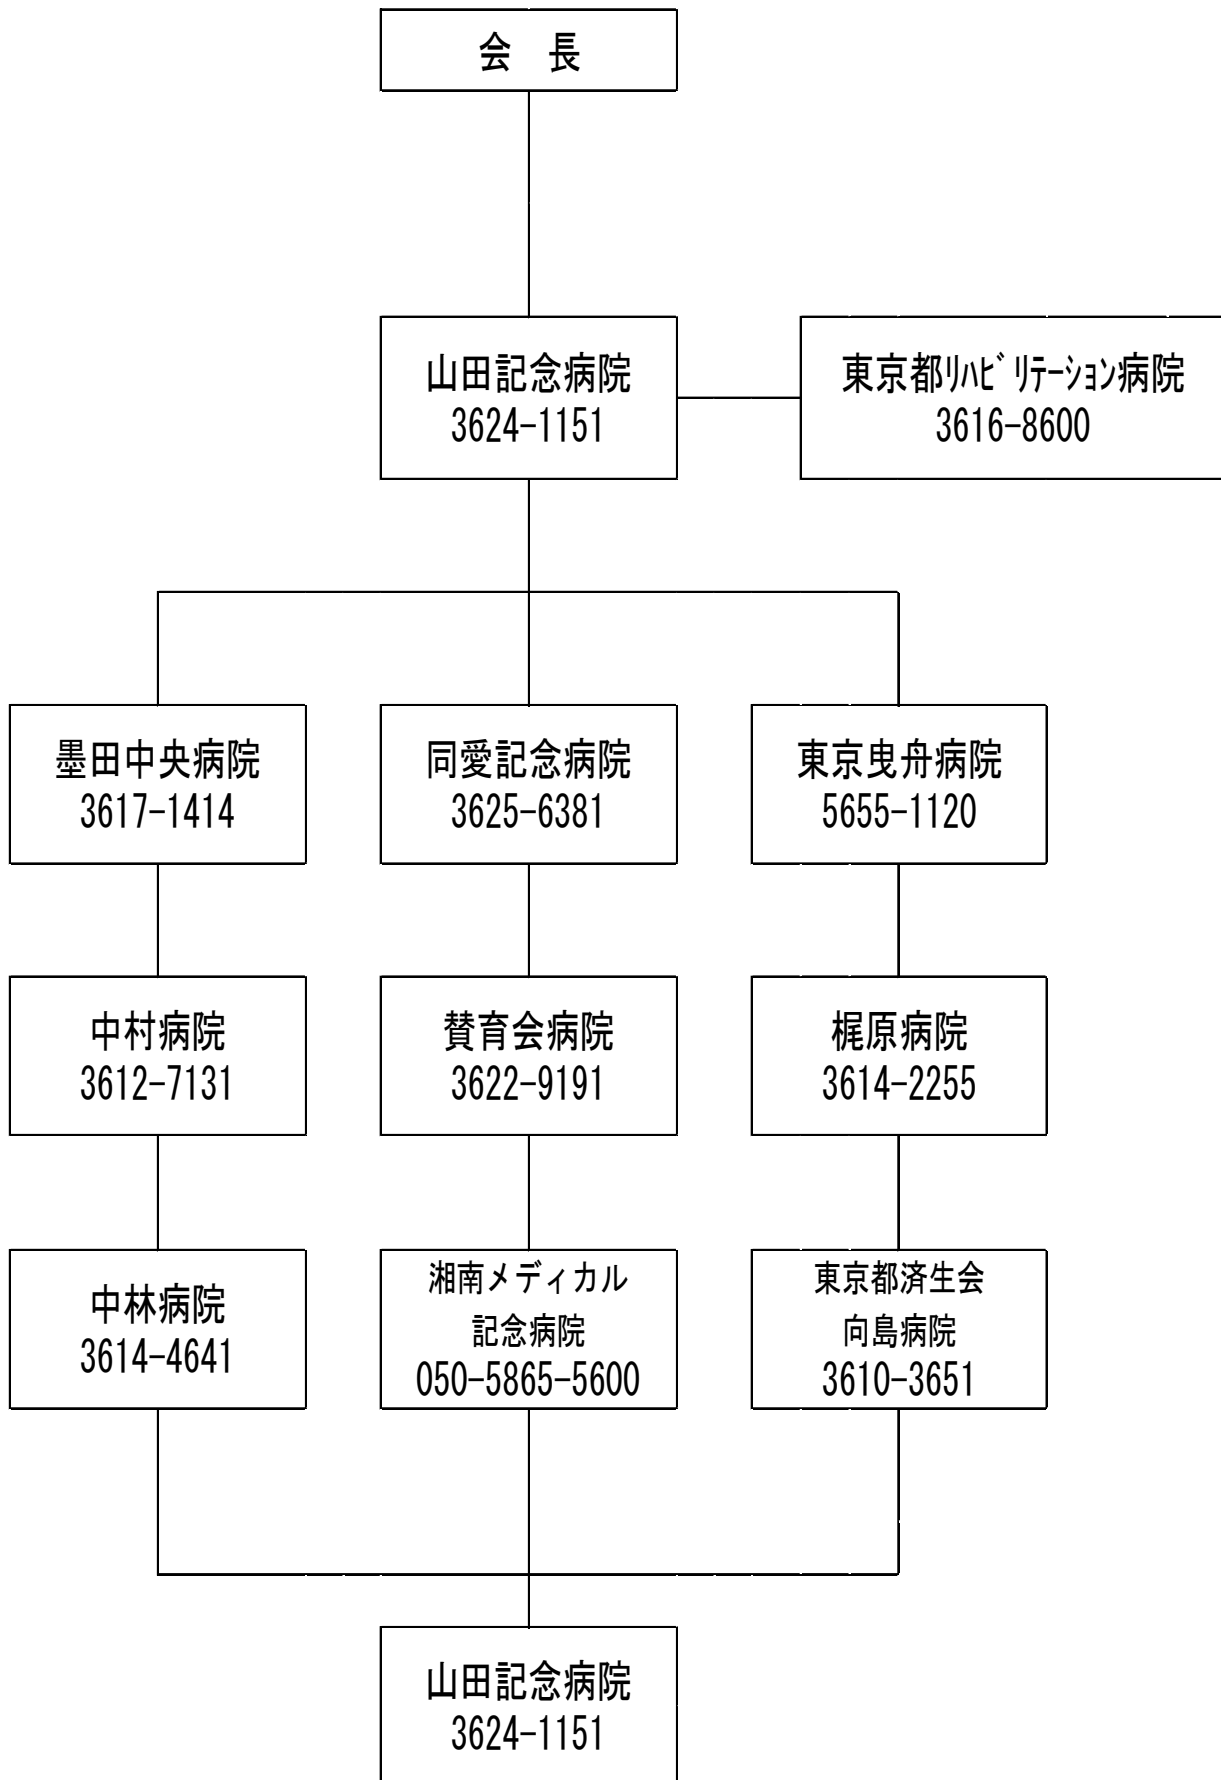 会　長
山田記念病院
3624-1151
東京都ﾘﾊﾋﾞﾘﾃｰｼｮﾝ病院
3616-8600
墨田中央病院
3617-1414
同愛記念病院
3625-6381
東京曳舟病院
5655-1120
中村病院
3612-7131
賛育会病院
3622-9191
梶原病院
3614-2255
中林病院
3614-4641
湘南メディカル
記念病院
050-5865-5600
東京都済生会
向島病院
3610-3651
山田記念病院
3624-1151